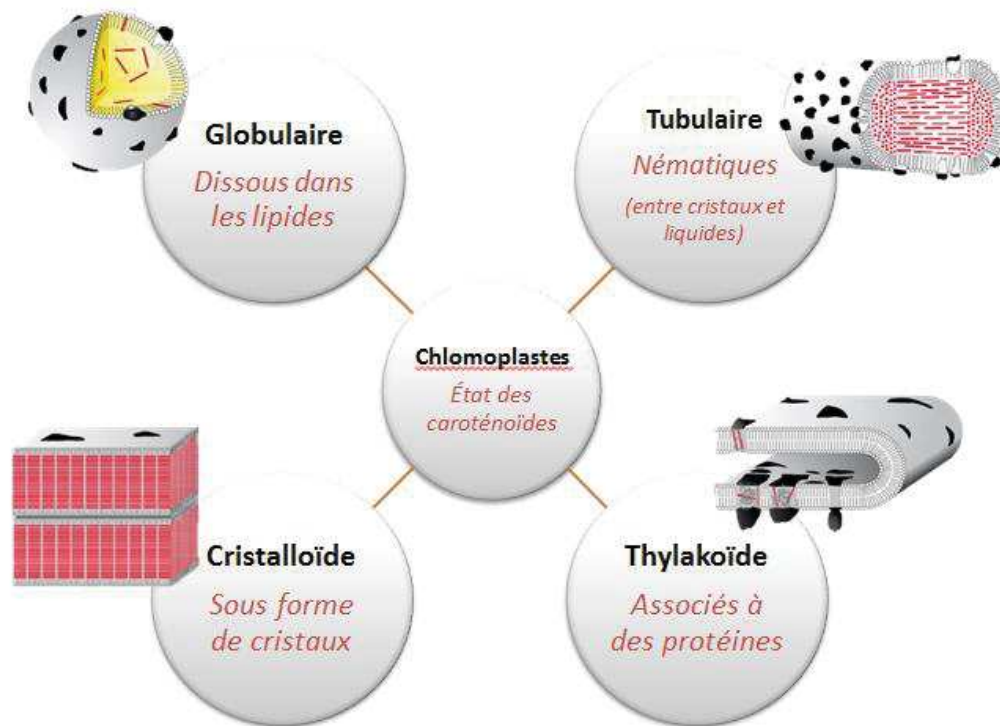 Globulaire
Dissous dans
les lipides
Tubulaire
Nématiques
(entre cristaux et
liquides)
Chlomoplastes
État des
caroténoïdes
Cristalloïde
Sous forme
de cristaux
Thylakoïde
Associés à
des protéines